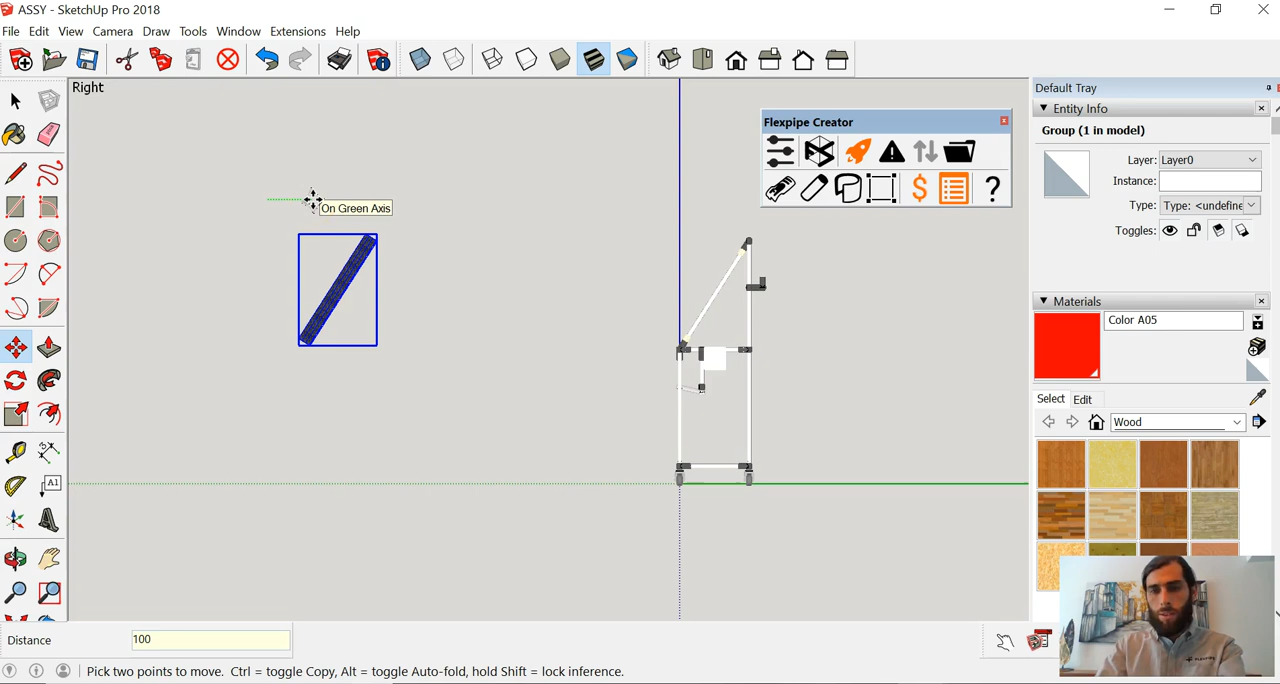 ASSY - SketchUp Pro 2018
File Edit View Camera Draw Tools Window Extensions Help
Right
Default Tray
Entity Info
Group (1 in model)
Layer: Layer0
Instance:
Type: Type: <undefine
Toggles:
Flexpipe Creator
?
$
On Green Axis
A1
Materials
Color A05
Select Edit
Wood
Distance 100
Pick two points to move. Ctrl = toggle Copy, Alt = toggle Auto-fold, hold Shift = lock inference.